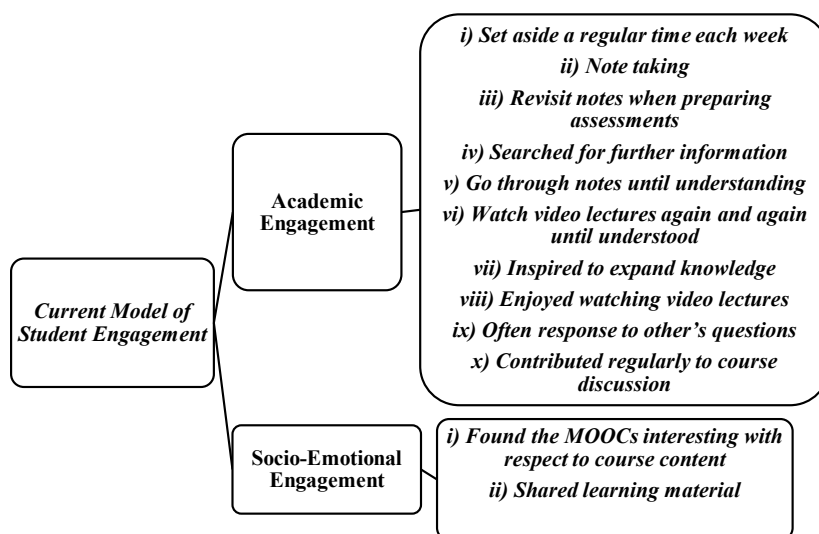 Current Model of
Student Engagement
Academic
Engagement
i) Set aside a regular time each week
ii) Note taking
iii) Revisit notes when preparing
assessments
iv) Searched for further information
v) Go through notes until understanding
vi) Watch video lectures again and again
until understood
vii) Inspired to expand knowledge
viii) Enjoyed watching video lectures
ix) Often response to other’s questions
x) Contributed regularly to course
discussion
Socio-Emotional
Engagement
i) Found the MOOCs interesting with
respect to course content
ii) Shared learning material